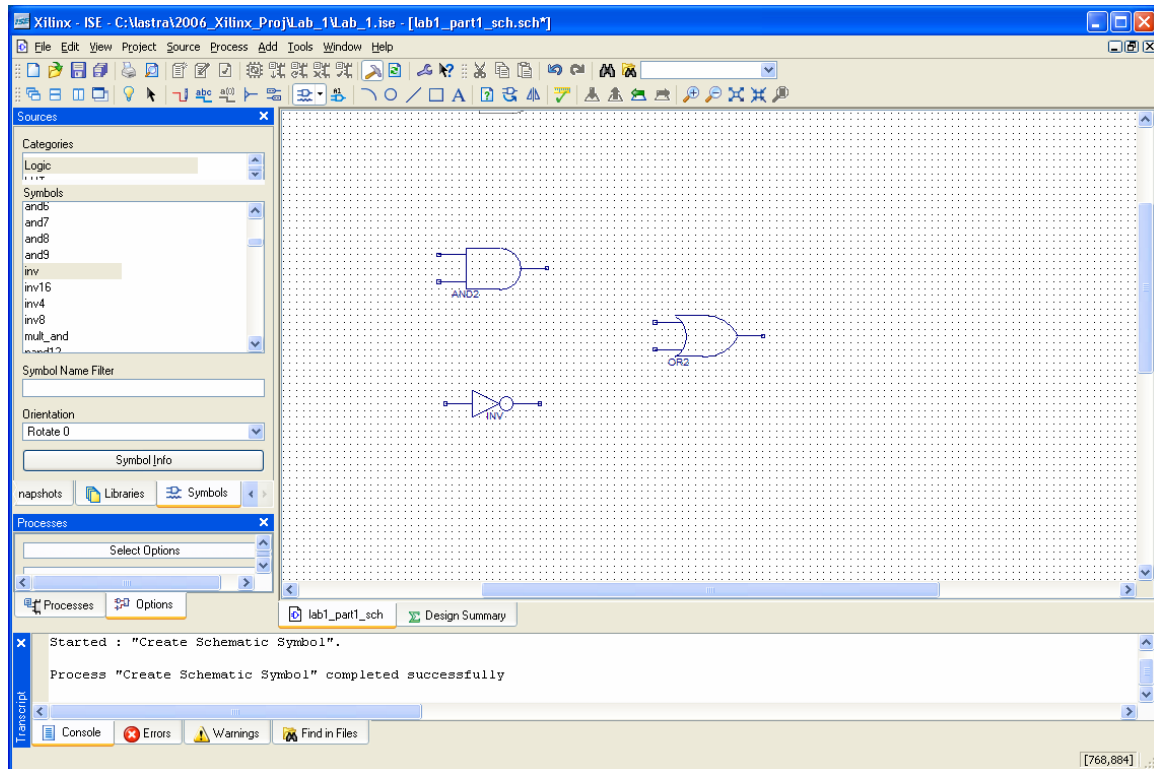 Xilinx - ISE - C:\lastra\2006_Xilinx_Proj\Lab_1\Lab_1.ise - [lab1_part1_sch.sch*]
File Edit View Project Source Process Add Tools Window Help
Sources
Categories
Logic
Symbols
and6
and7
and8
and9
inv
inv16
inv4
inv8
mult_and
nand12
Symbol Name Filter
Orientation
Rotate 0
Symbol Info
napshots Libraries Symbols
Processes
Select Options
Processes Options
AND2
OR2
INV
lab1_part1_sch Design Summary
Started : "Create Schematic Symbol".
Process "Create Schematic Symbol" completed successfully
Transcript
Console Errors Warnings Find in Files
[768,884]